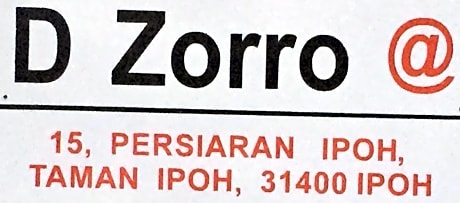 D Zorro @
15, PERSIARAN IPOH,
TAMAN IPOH, 31400 IPOH